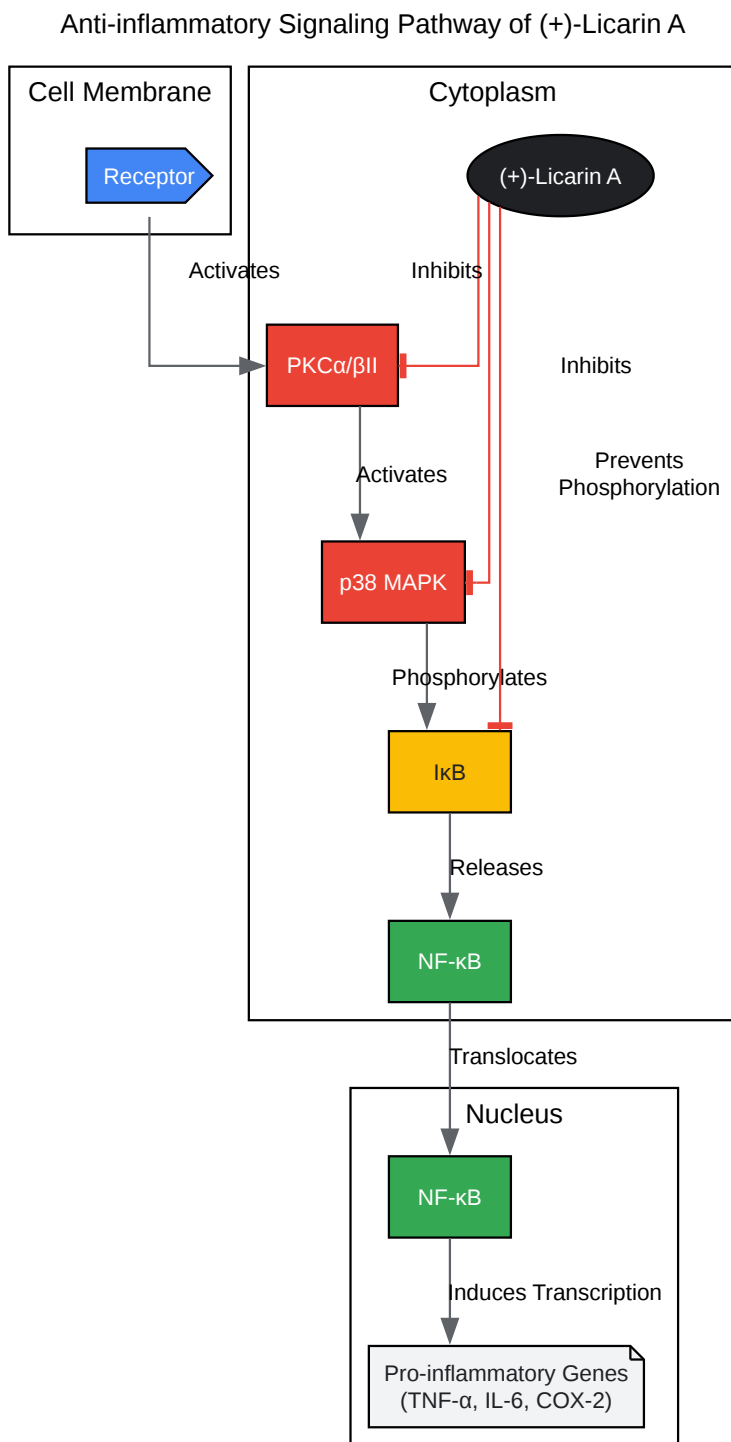 Anti-inflammatory Signaling Pathway of (+)-Licarin A
Cell Membrane
Cytoplasm
Receptor
(+)-Licarin A
Activates
Inhibits
PKCα/βII
Inhibits
Activates
Prevents
Phosphorylation
p38 MAPK
Phosphorylates
IκB
Releases
NF-κB
Translocates
Nucleus
NF-κB
Induces Transcription
Pro-inflammatory Genes
(TNF-α, IL-6, COX-2)